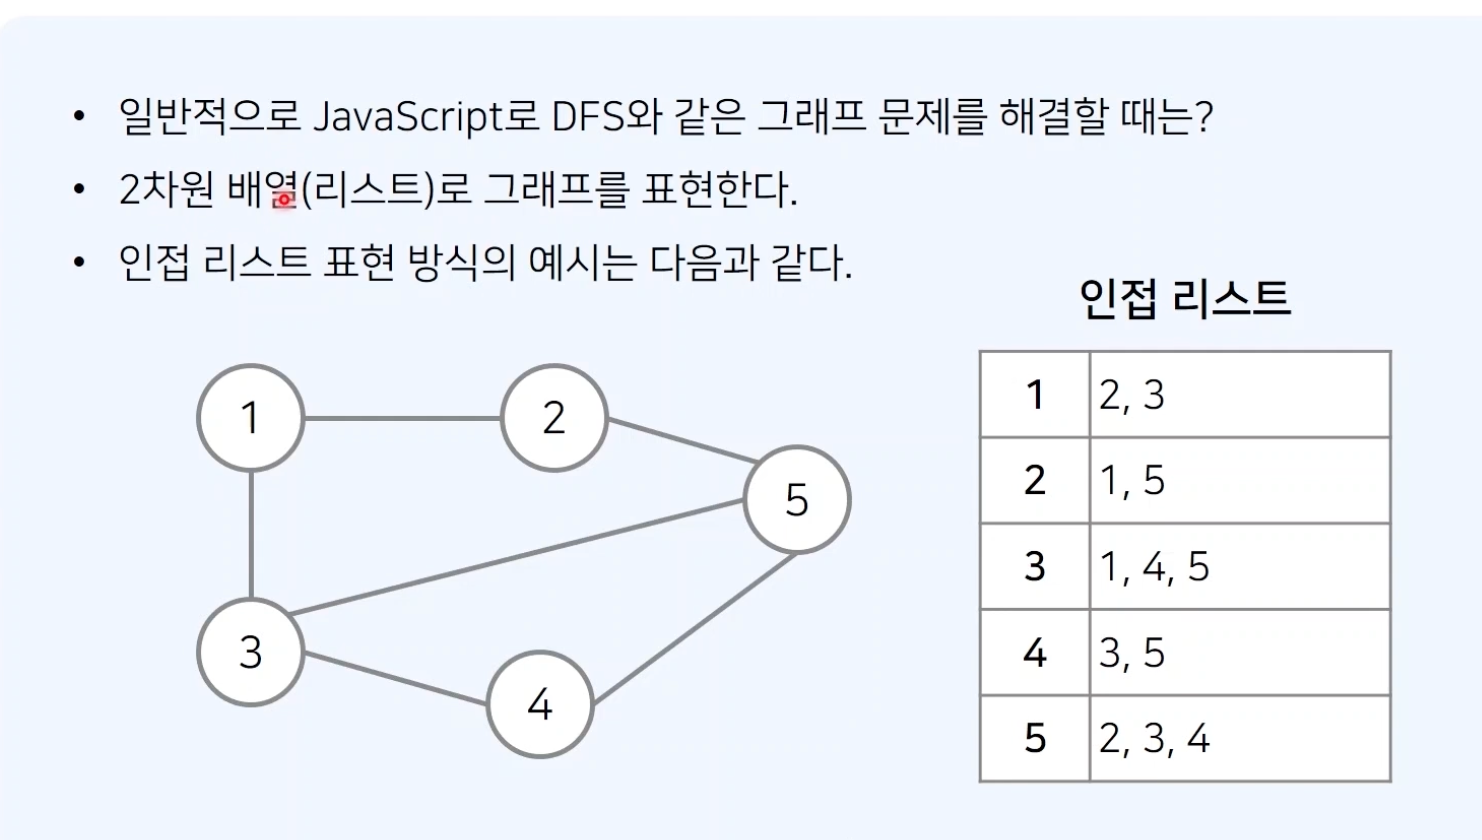 • 일반적으로 JavaScript로 DFS와 같은 그래프 문제를 해결할 때는?
• 2차원 배열(리스트)로 그래프를 표현한다.
• 인접 리스트 표현 방식의 예시는 다음과 같다.
1
2
5
3
4
인접 리스트
1 2, 3
2 1, 5
3 1, 4, 5
4 3, 5
5 2, 3, 4